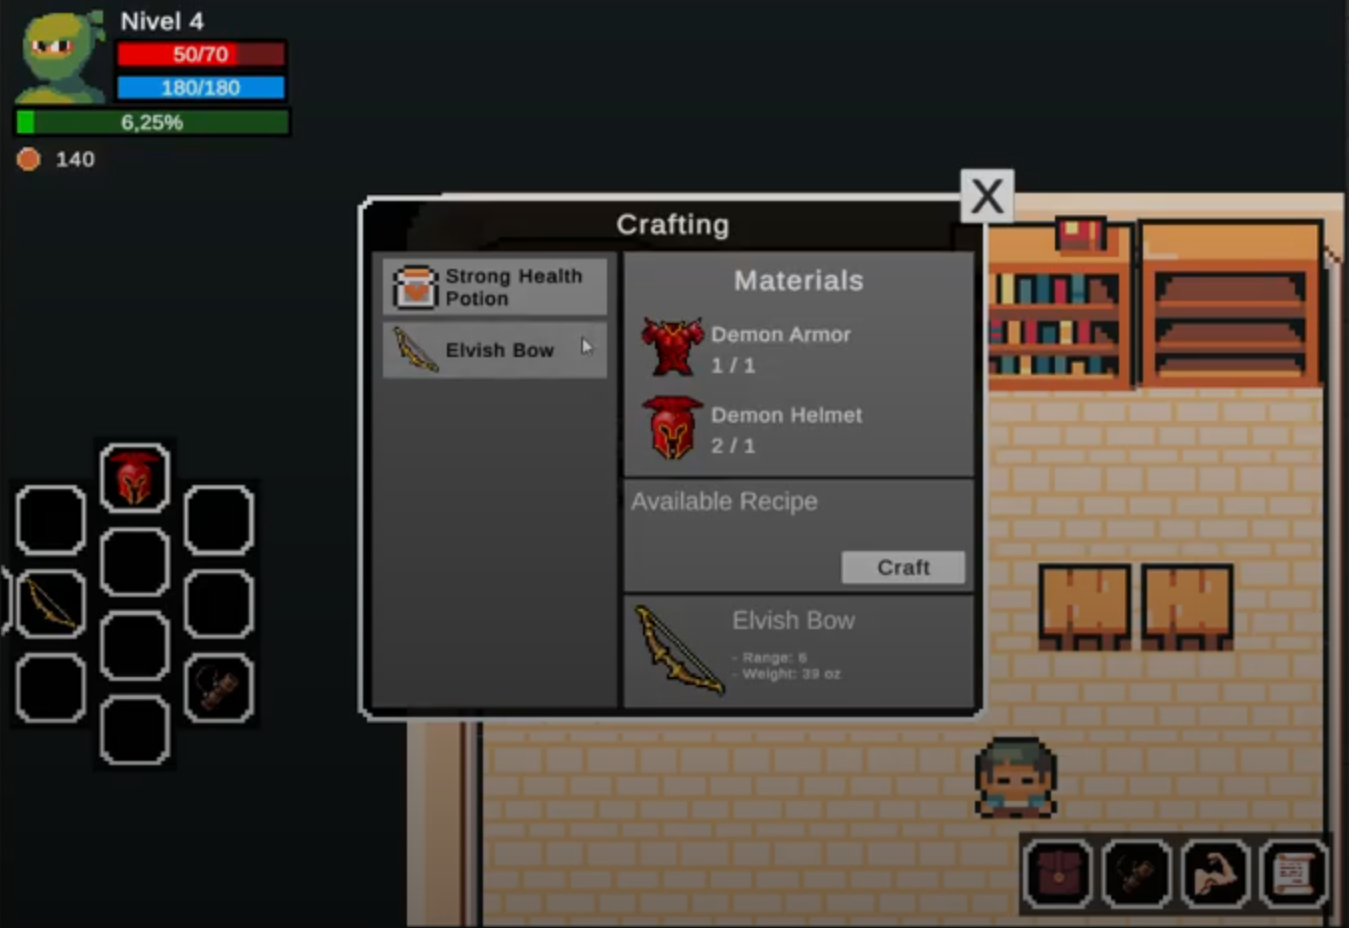 Nivel 4
50/70
180/180
6,25%
140
X
Crafting
Strong Health
Potion
Elvish Bow
Materials
Demon Armor
1 / 1
Demon Helmet
2 / 1
Available Recipe
Craft
Elvish Bow
- Range: 6
- Weight: 39 oz